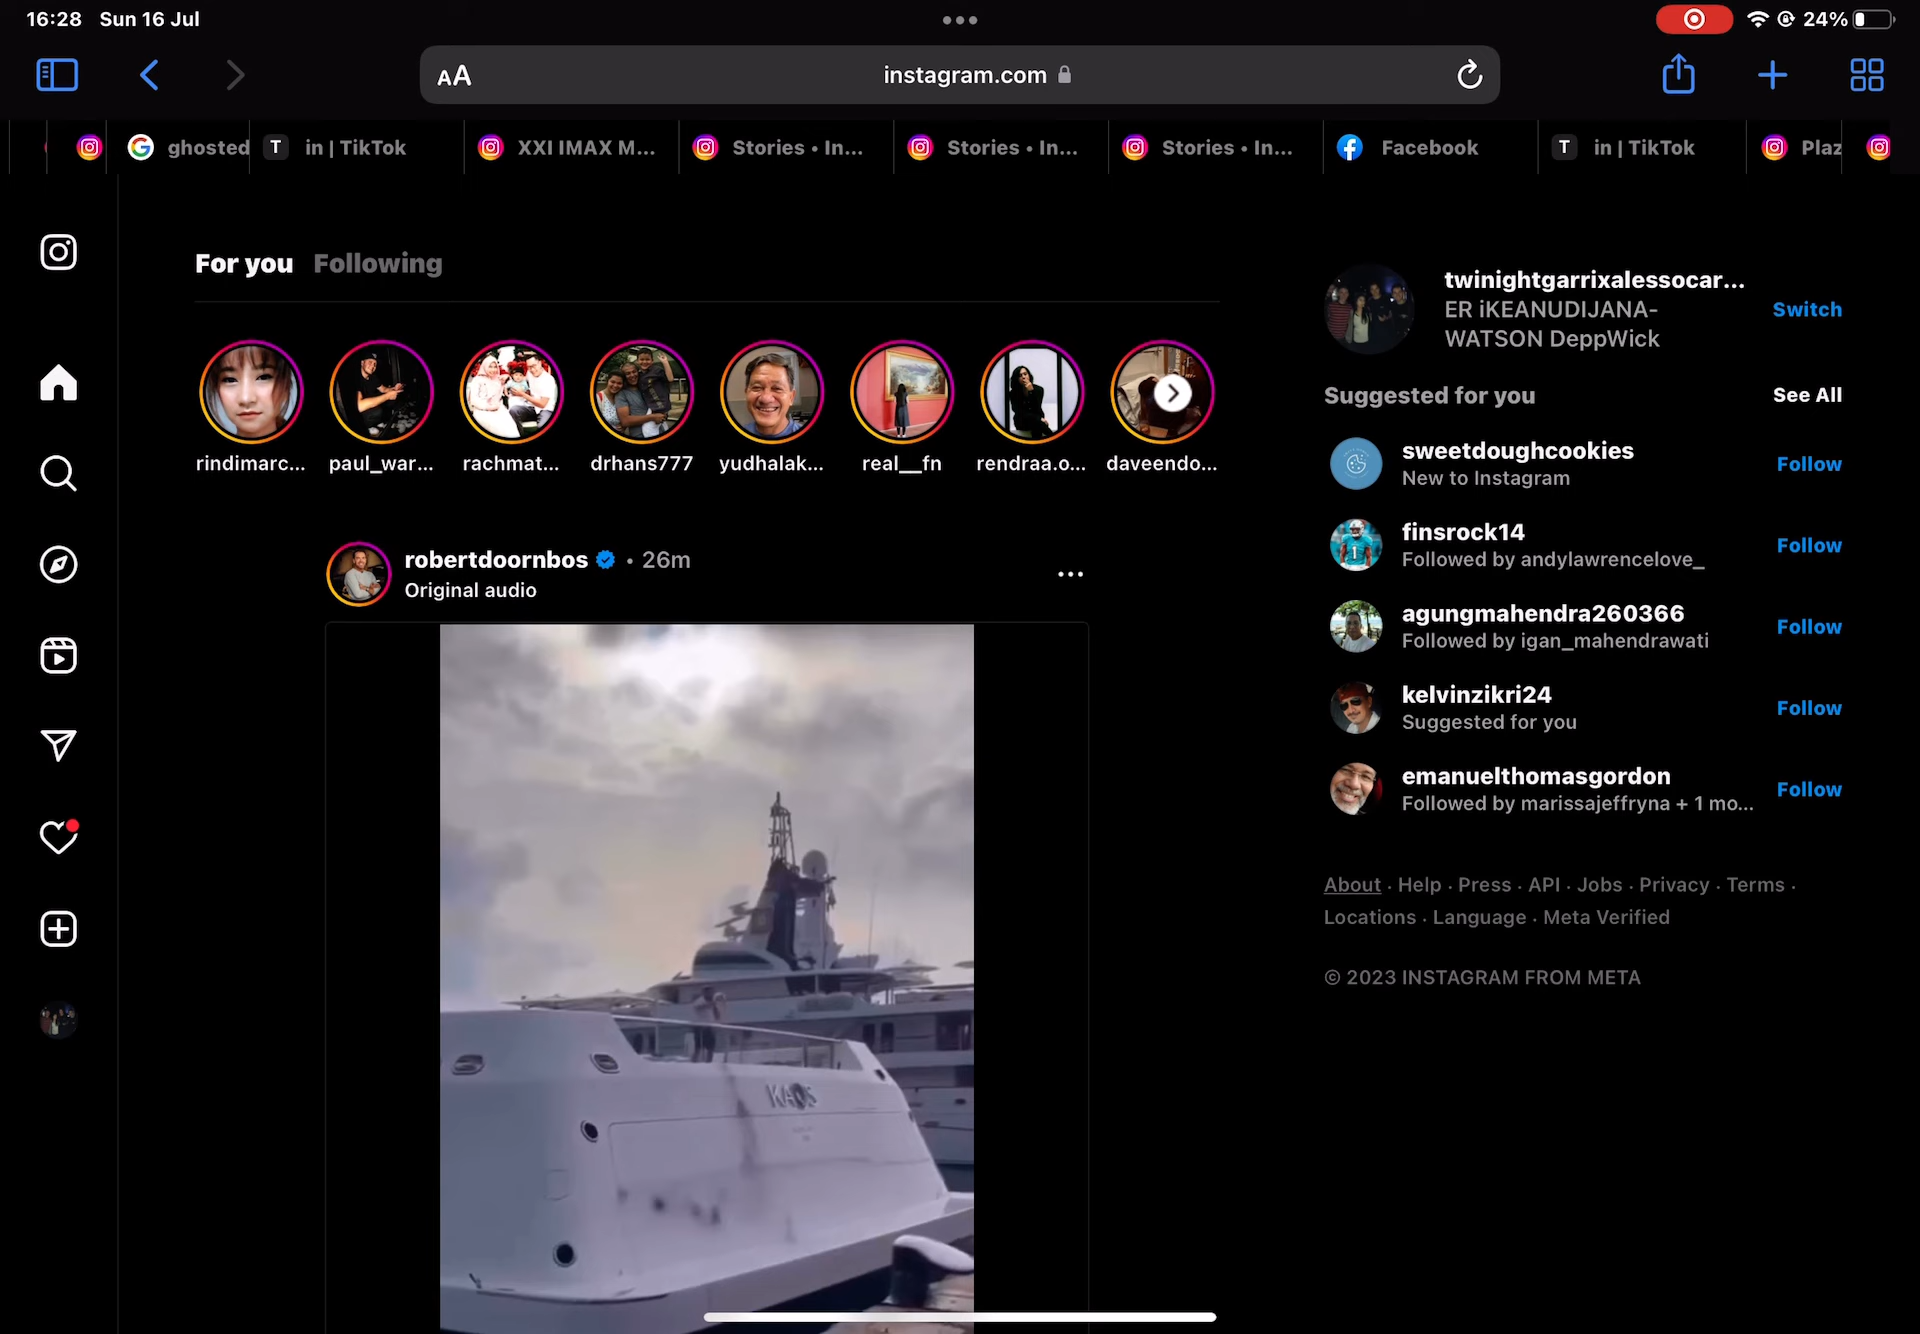 16:28 Sun 16 Jul
24%
AA
instagram.com
ghosted
T in | TikTok
XXI IMAX M...
Stories • In...
Stories • In...
Stories • In...
Facebook
T in | TikTok
Plaz
For you Following
rindimarc...
paul_war...
rachmat...
drhans777
yudhalak...
real__fn
rendraa.o...
daveendo...
robertdoornbos • 26m
Original audio
KAOS
twinightgarrixalessocar...
ER iKEANUDIJANA-
WATSON DeppWick
Switch
Suggested for you
See All
sweetdoughcookies
New to Instagram
Follow
finsrock14
Followed by andylawrencelove_
Follow
agungmahendra260366
Followed by igan_mahendrawati
Follow
kelvinzikri24
Suggested for you
Follow
emanuelthomasgordon
Followed by marissajeffryna + 1 mo...
Follow
About · Help · Press · API · Jobs · Privacy · Terms ·
Locations · Language · Meta Verified
© 2023 INSTAGRAM FROM META